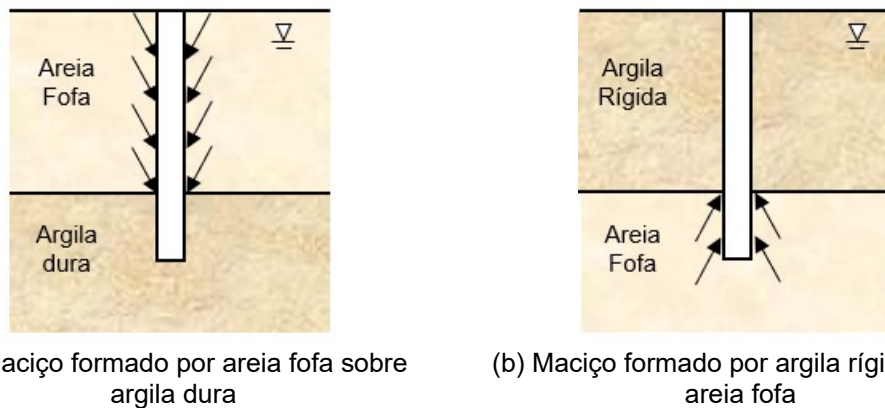 Areia
Fofa
Argila
dura
Argila
Rígida
Areia
Fofa
aciço formado por areia fofa sobre
argila dura
(b) Maciço formado por argila rígi
areia fofa